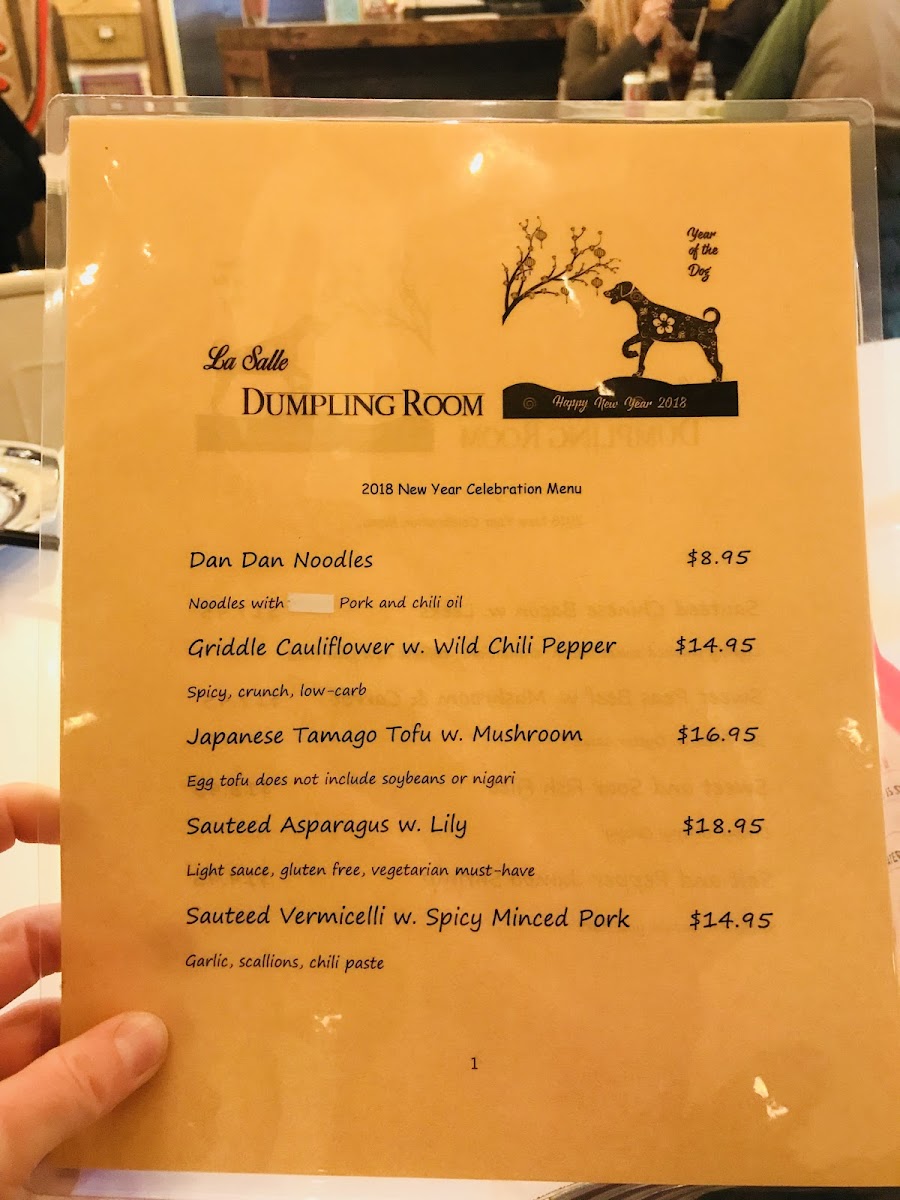 Year
of the
Dog
La Salle
DUMPLING ROOM
© Happy New Year 2018
2018 New Year Celebration Menu
Dan Dan Noodles $8.95
Noodles with Pork and chili oil
Griddle Cauliflower w. Wild Chili Pepper $14.95
Spicy, crunch, low-carb
Japanese Tamago Tofu w. Mushroom $16.95
Egg tofu does not include soybeans or nigari
Sauteed Asparagus w. Lily $18.95
Light sauce, gluten free, vegetarian must-have
Sauteed Vermicelli w. Spicy Minced Pork $14.95
Garlic, scallions, chili paste
1